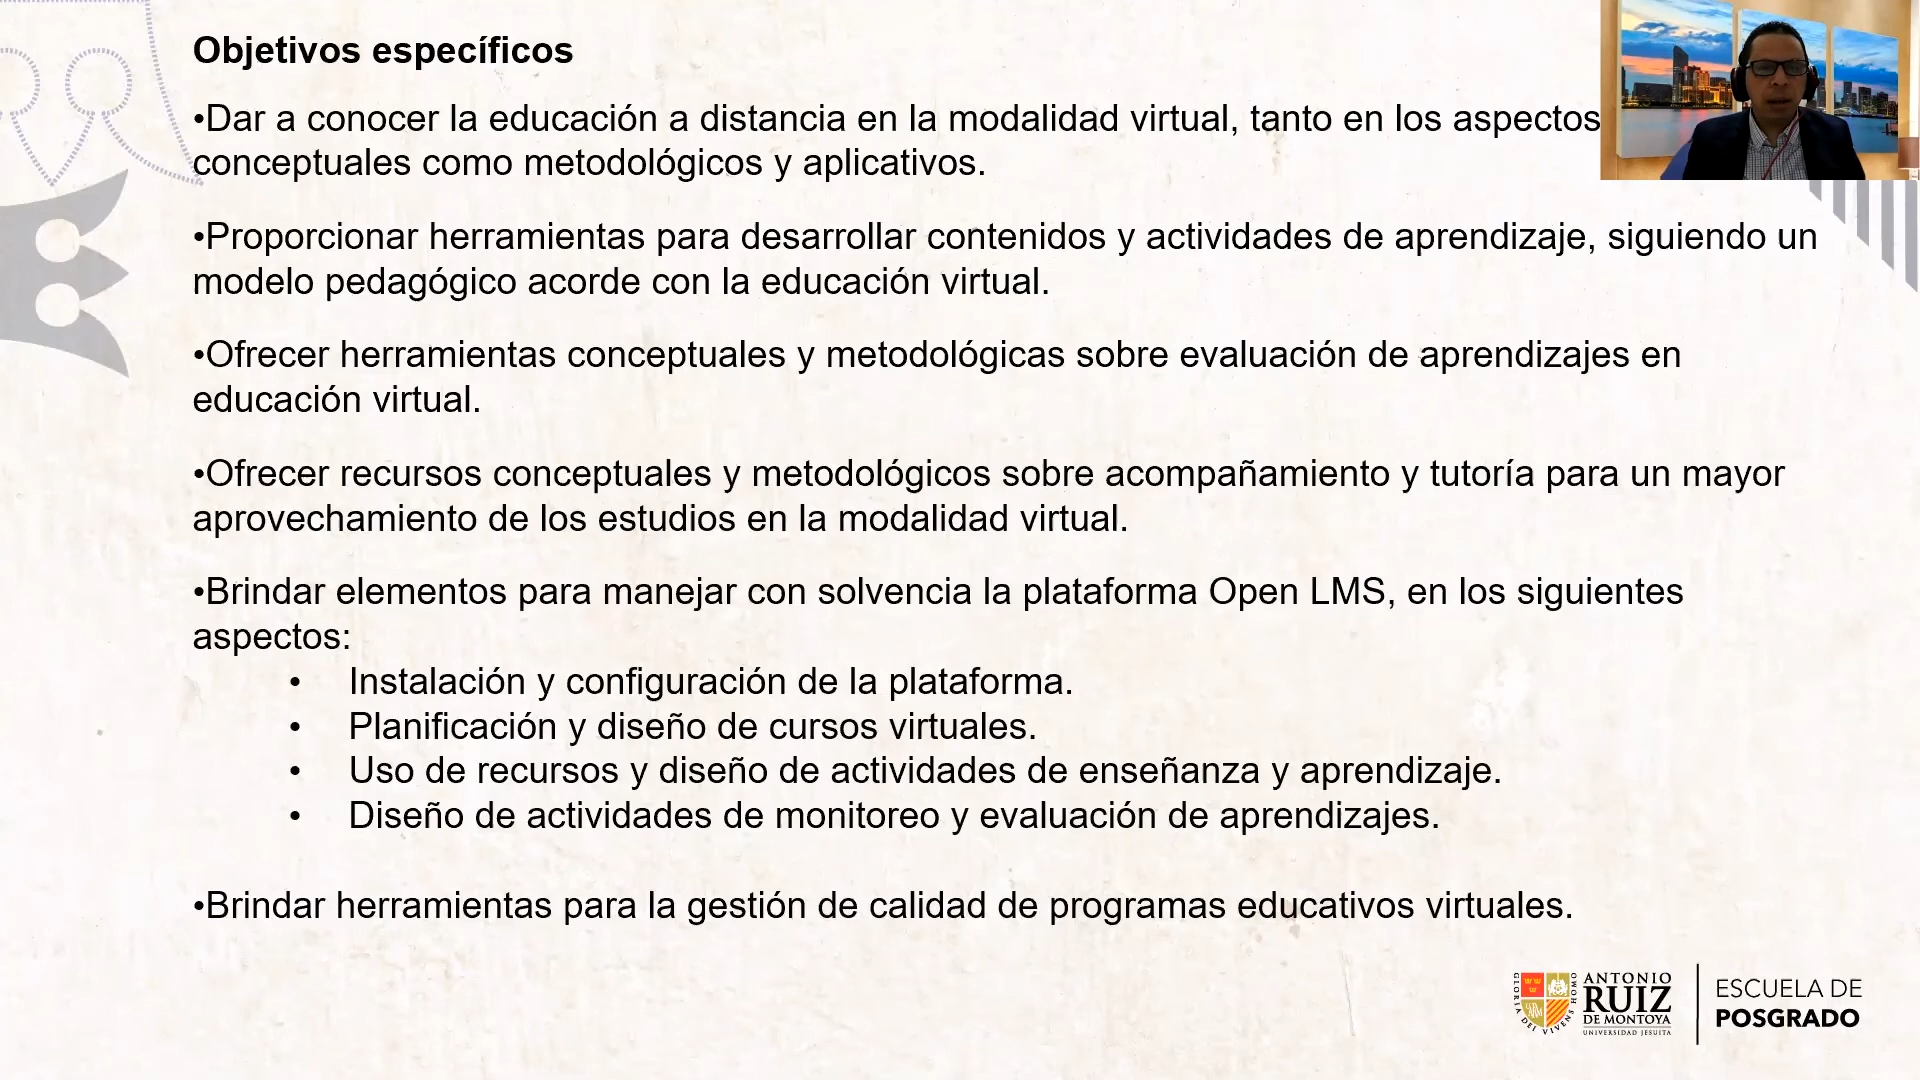 Objetivos específicos
•Dar a conocer la educación a distancia en la modalidad virtual, tanto en los aspectos
conceptuales como metodológicos y aplicativos.
•Proporcionar herramientas para desarrollar contenidos y actividades de aprendizaje, siguiendo un
modelo pedagógico acorde con la educación virtual.
•Ofrecer herramientas conceptuales y metodológicas sobre evaluación de aprendizajes en
educación virtual.
•Ofrecer recursos conceptuales y metodológicos sobre acompañamiento y tutoría para un mayor
aprovechamiento de los estudios en la modalidad virtual.
•Brindar elementos para manejar con solvencia la plataforma Open LMS, en los siguientes
aspectos:
• Instalación y configuración de la plataforma.
• Planificación y diseño de cursos virtuales.
• Uso de recursos y diseño de actividades de enseñanza y aprendizaje.
• Diseño de actividades de monitoreo y evaluación de aprendizajes.
•Brindar herramientas para la gestión de calidad de programas educativos virtuales.
GLORIA DEI VIVENS HOMO
ANTONIO
RUIZ
DE MONTOYA
UNIVERSIDAD JESUITA
ESCUELA DE
POSGRADO